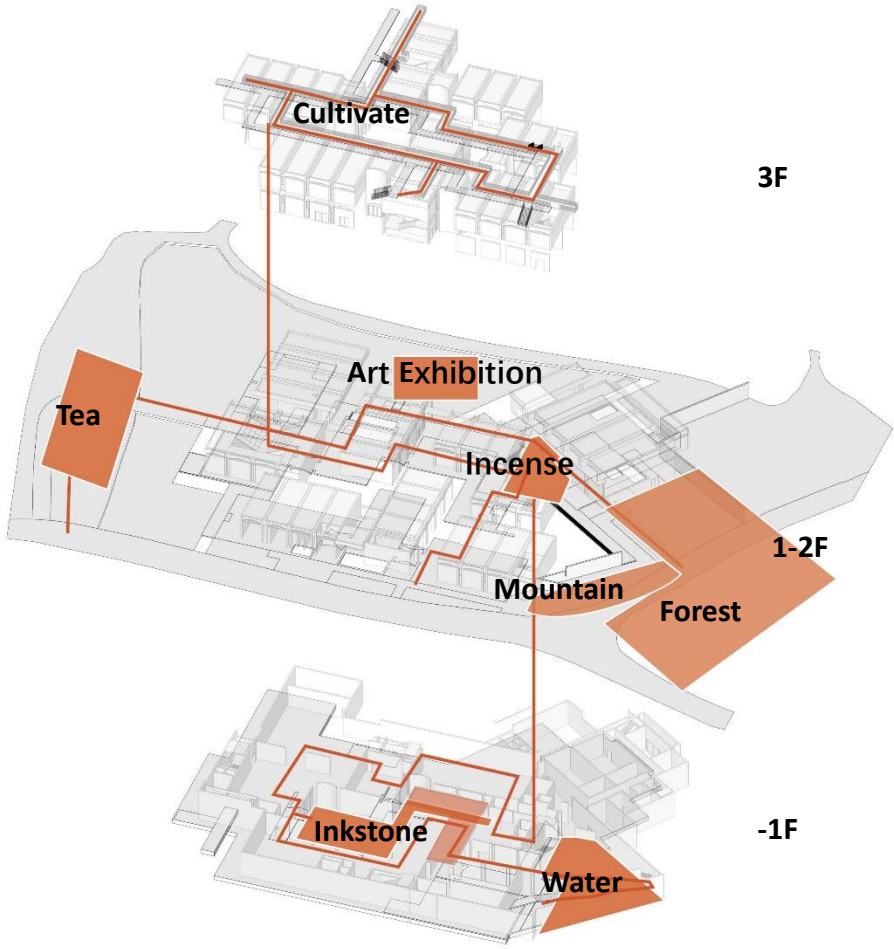 Cultivate
3F
Art Exhibition
Tea
Incense
1-2F
Mountain
Forest
Inkstone
-1F
Water